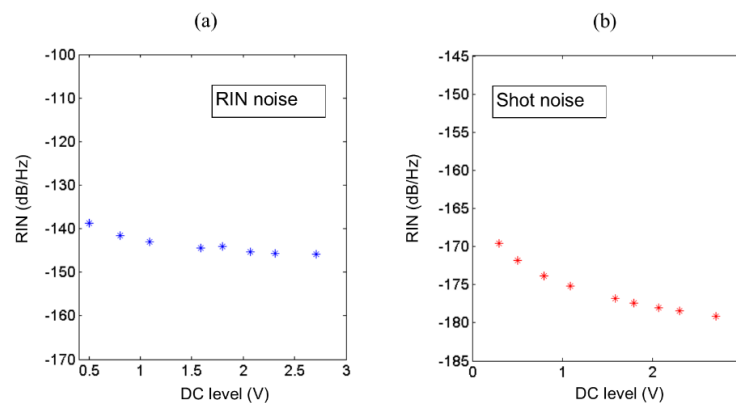 (a)
RIN noise
-100
-110
-120
-130
-140
-150
-160
-170
RIN (dB/Hz)
0.5 1 1.5 2 2.5 3
DC level (V)
(b)
Shot noise
-145
-150
-155
-160
-165
-170
-175
-180
-185
RIN (dB/Hz)
0 1 2
DC level (V)